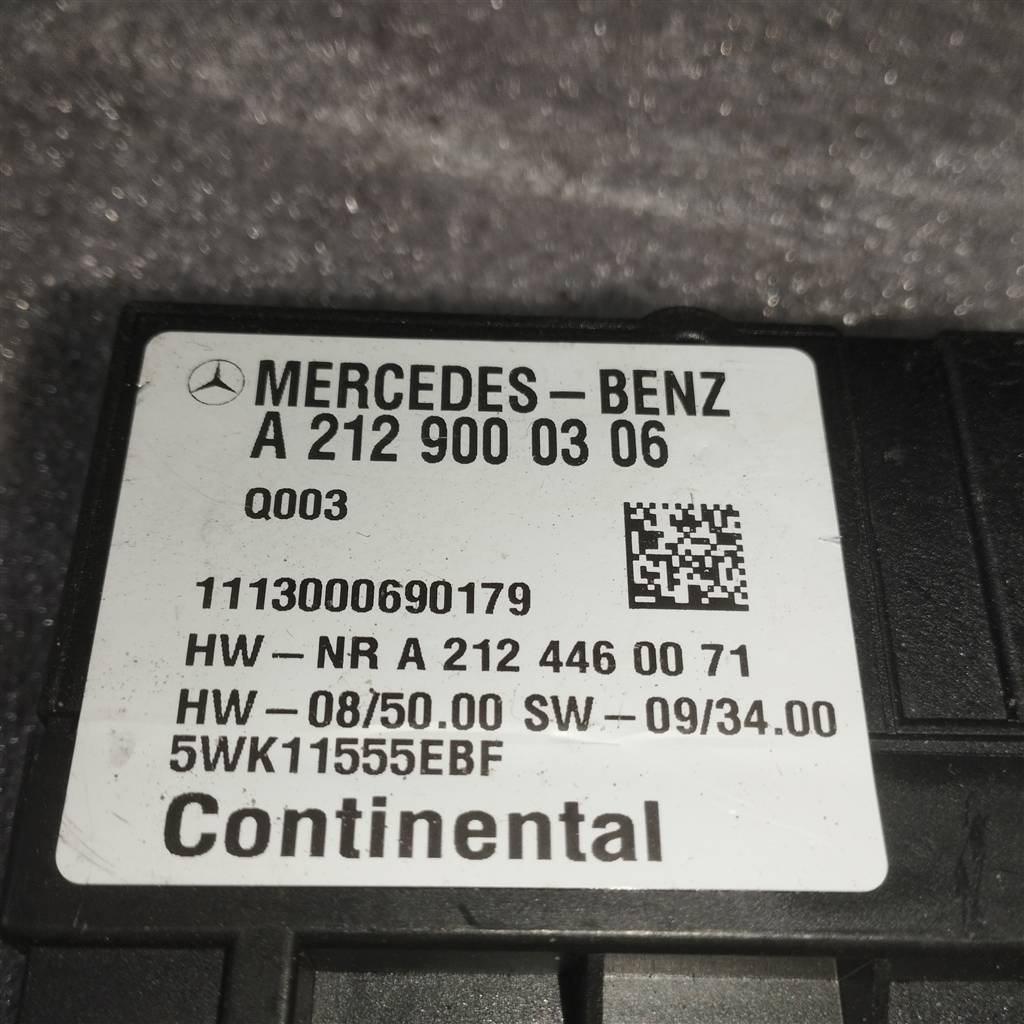 MERCEDES-BENZ
A 212 900 03 06
Q003
1113000690179
HW-NR A 212 446 00 71
HW-08/50.00 SW-09/34.00
5WK11555EBF
Continental